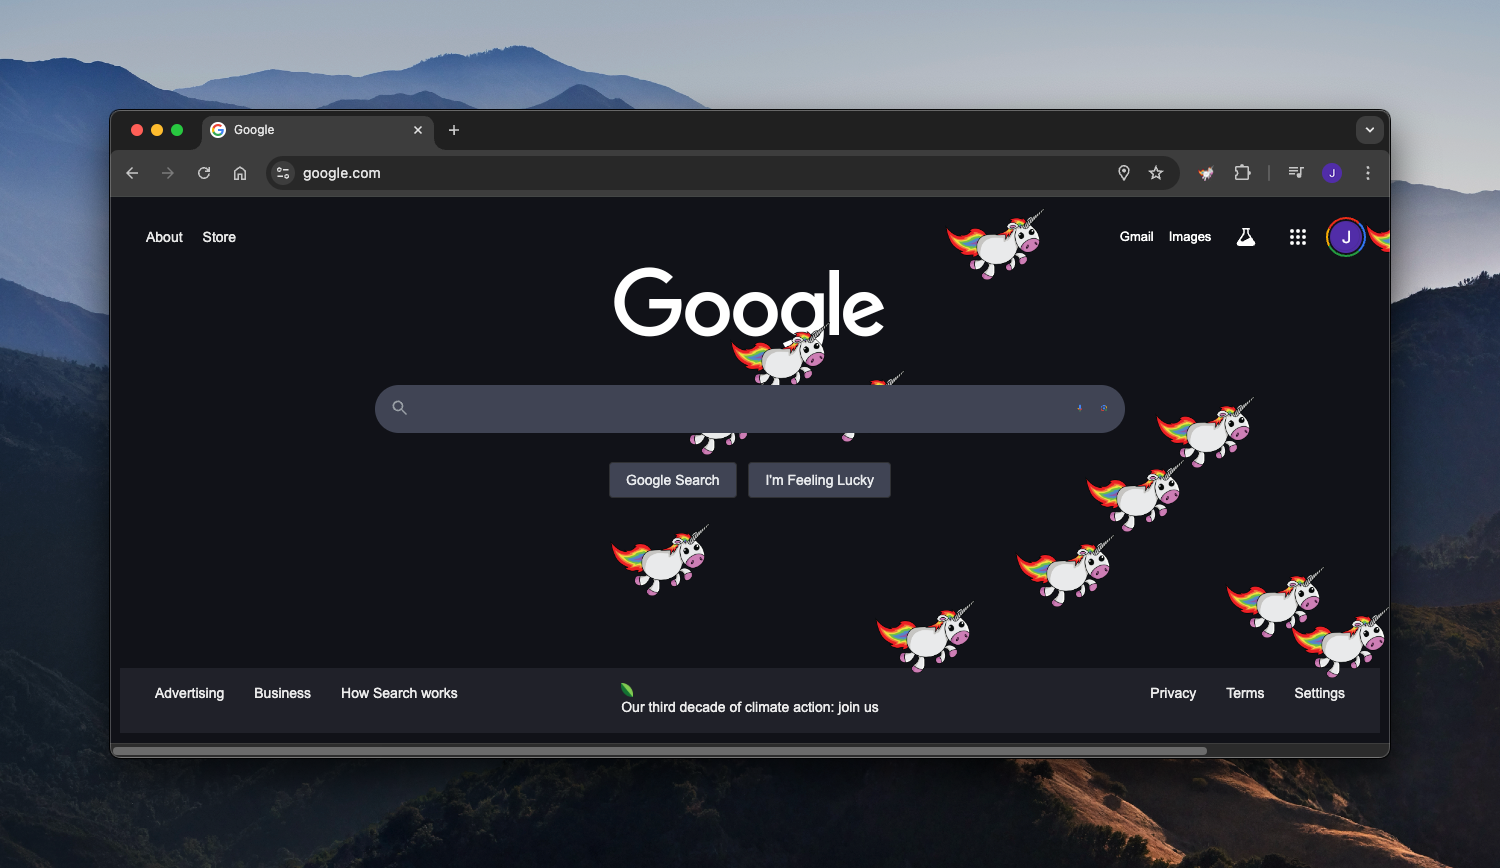 Google
google.com
J
About
Store
Gmail
Images
J
Google
Google Search
I'm Feeling Lucky
Advertising
Business
How Search works
Our third decade of climate action: join us
Privacy
Terms
Settings